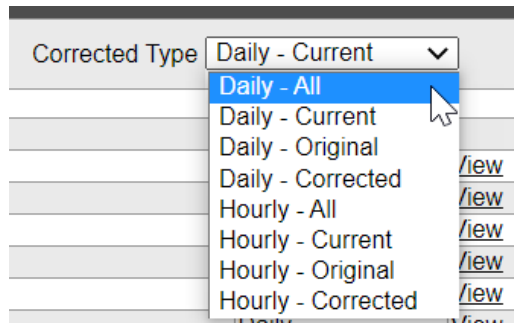 Corrected Type Daily - Current
Daily - All
Daily - Current
Daily - Original
Daily - Corrected
View
Hourly - All
View
Hourly - Current
View
Hourly - Original
View
Hourly - Corrected
View
Daily View